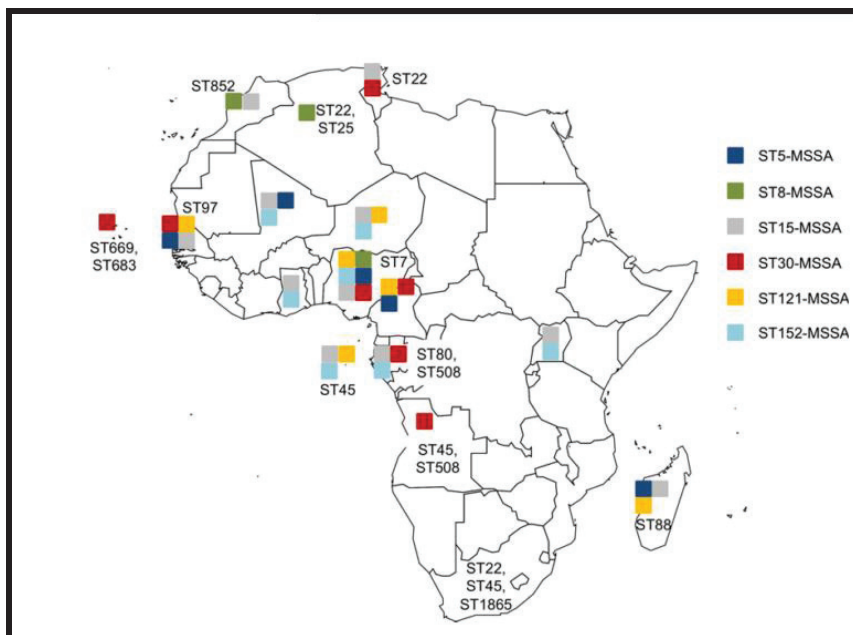 ST852
ST22
ST22,
ST25
ST97
ST669,
ST683
ST7
ST80,
ST508
ST45
ST45,
ST508
ST88
ST22,
ST45,
ST1865
ST5-MSSA
ST8-MSSA
ST15-MSSA
ST30-MSSA
ST121-MSSA
ST152-MSSA